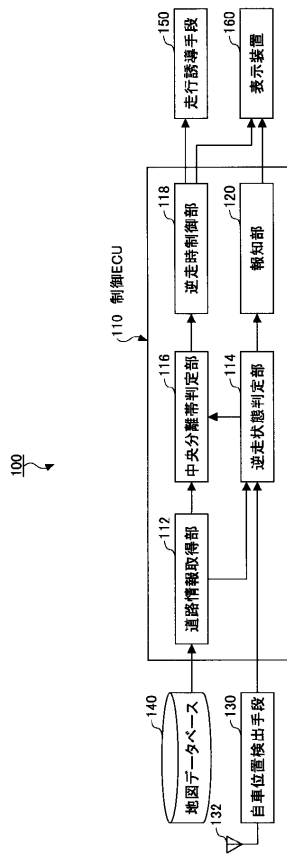 100
110 制御ECU
140
地図データベース
112
道路情報取得部
116
中央分離帯判定部
118
逆走時制御部
150
走行誘導手段
132
130
自車位置検出手段
114
逆走状態判定部
120
報知部
160
表示装置